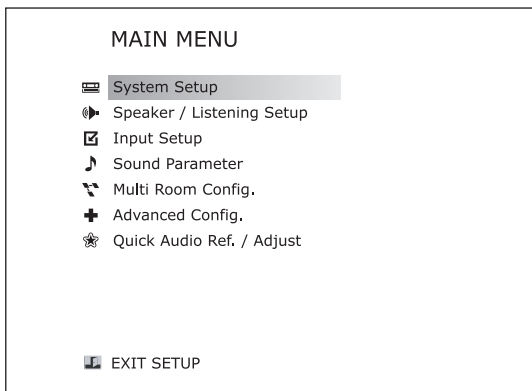 MAIN MENU
System Setup
Speaker / Listening Setup
Input Setup
Sound Parameter
Multi Room Config.
Advanced Config.
Quick Audio Ref. / Adjust
EXIT SETUP